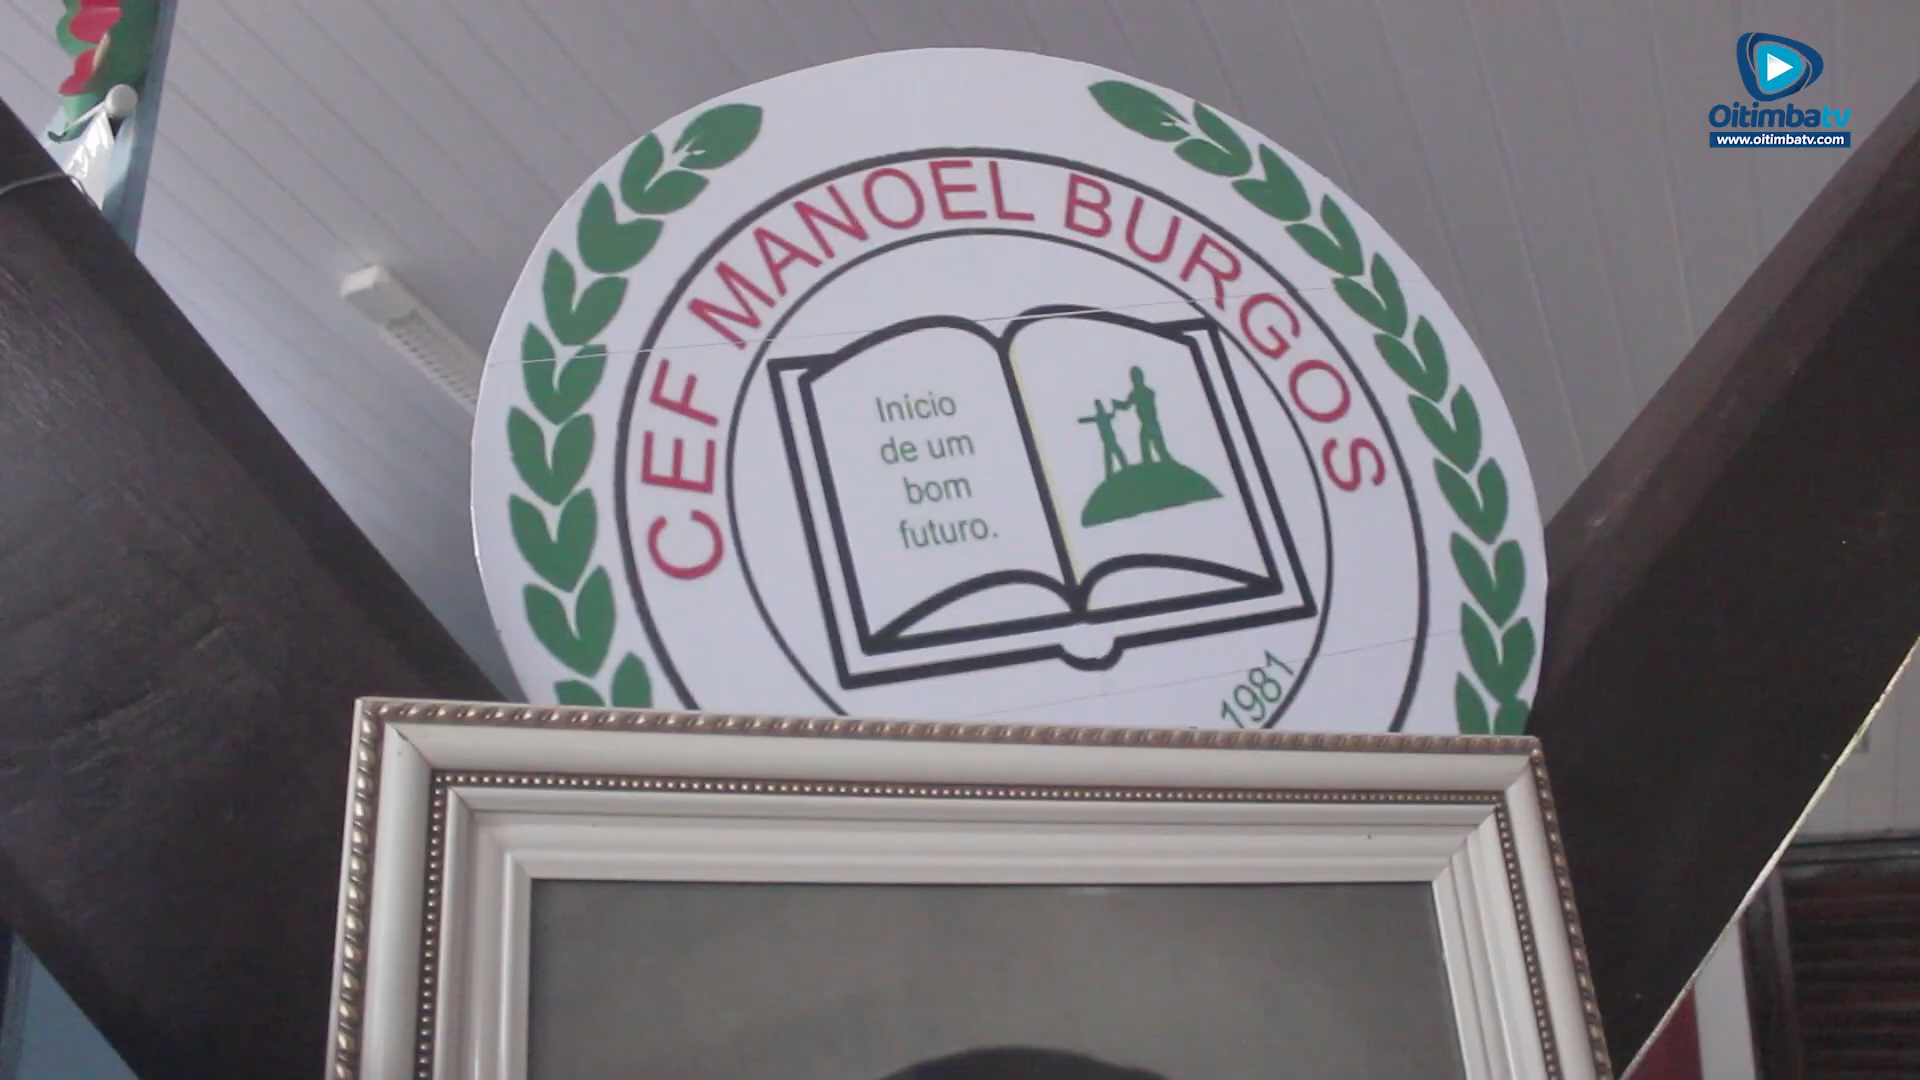 Oitimbatv
www.oitimbatv.com
CEF MANOEL BURGOS
Início
de um
bom
futuro.
1981